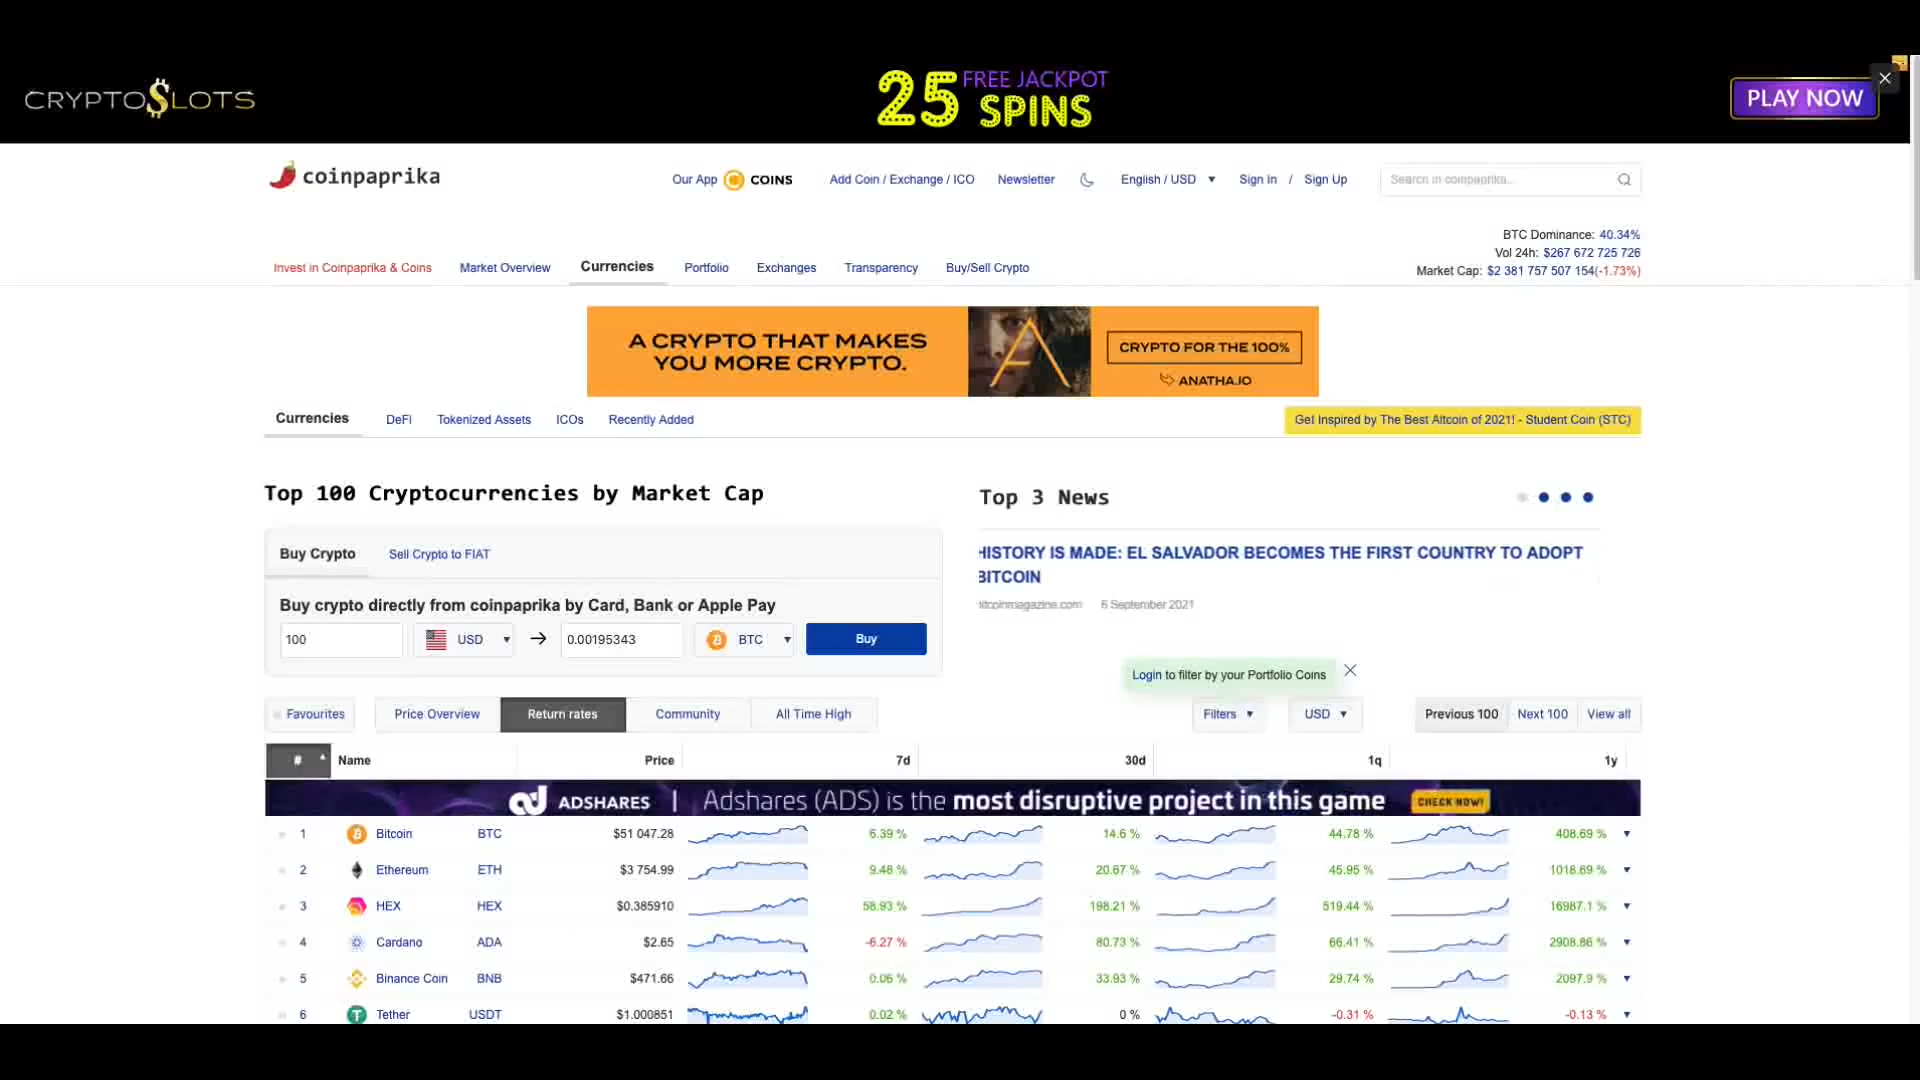 CRYPTO$LOTS
25 FREE JACKPOT SPINS
PLAY NOW
coinpaprika
Our App COINS Add Coin / Exchange / ICO Newsletter English / USD Sign In / Sign Up Search in coinpaprika...
BTC Dominance: 40.34%
Vol 24h: $267 672 725 726
Invest in Coinpaprika & Coins Market Overview Currencies Portfolio Exchanges Transparency Buy/Sell Crypto
Market Cap: $2 381 757 507 154(-1.73%)
A CRYPTO THAT MAKES
YOU MORE CRYPTO.
CRYPTO FOR THE 100%
ANATHA.IO
Currencies DeFi Tokenized Assets ICOs Recently Added
Get Inspired by The Best Altcoin of 2021! - Student Coin (STC)
Top 100 Cryptocurrencies by Market Cap
Top 3 News
Buy Crypto Sell Crypto to FIAT
HISTORY IS MADE: EL SALVADOR BECOMES THE FIRST COUNTRY TO ADOPT
BITCOIN
itcoinmagazine.com 6 September 2021
Buy crypto directly from coinpaprika by Card, Bank or Apple Pay
100 USD → 0.00195343 BTC Buy
Login to filter by your Portfolio Coins
Favourites Price Overview Return rates Community All Time High Filters USD Previous 100 Next 100 View all
# Name Price 7d 30d 1q 1y
ADSHARES | Adshares (ADS) is the most disruptive project in this game CHECK NOW!
1 Bitcoin BTC $51 047.28 6.39 % 14.6 % 44.78 % 408.69 %
2 Ethereum ETH $3 754.99 9.48 % 20.67 % 45.95 % 1018.69 %
3 HEX HEX $0.385910 58.93 % 198.21 % 519.44 % 16987.1 %
4 Cardano ADA $2.65 -6.27 % 80.73 % 66.41 % 2908.86 %
5 Binance Coin BNB $471.66 0.06 % 33.93 % 29.74 % 2097.9 %
6 Tether USDT $1.000851 0.02 % 0 % -0.31 % -0.13 %